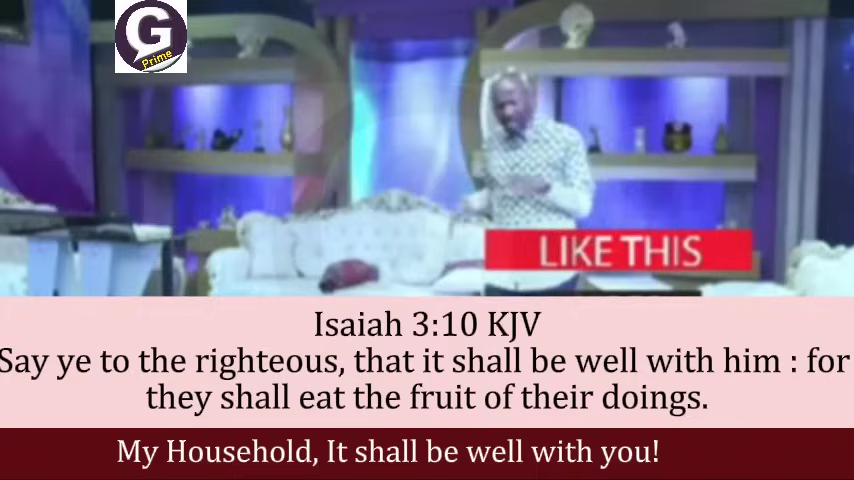 G
Prime
LIKE THIS
Isaiah 3:10 KJV
Say ye to the righteous, that it shall be well with him : for
they shall eat the fruit of their doings.
My Household, It shall be well with you!